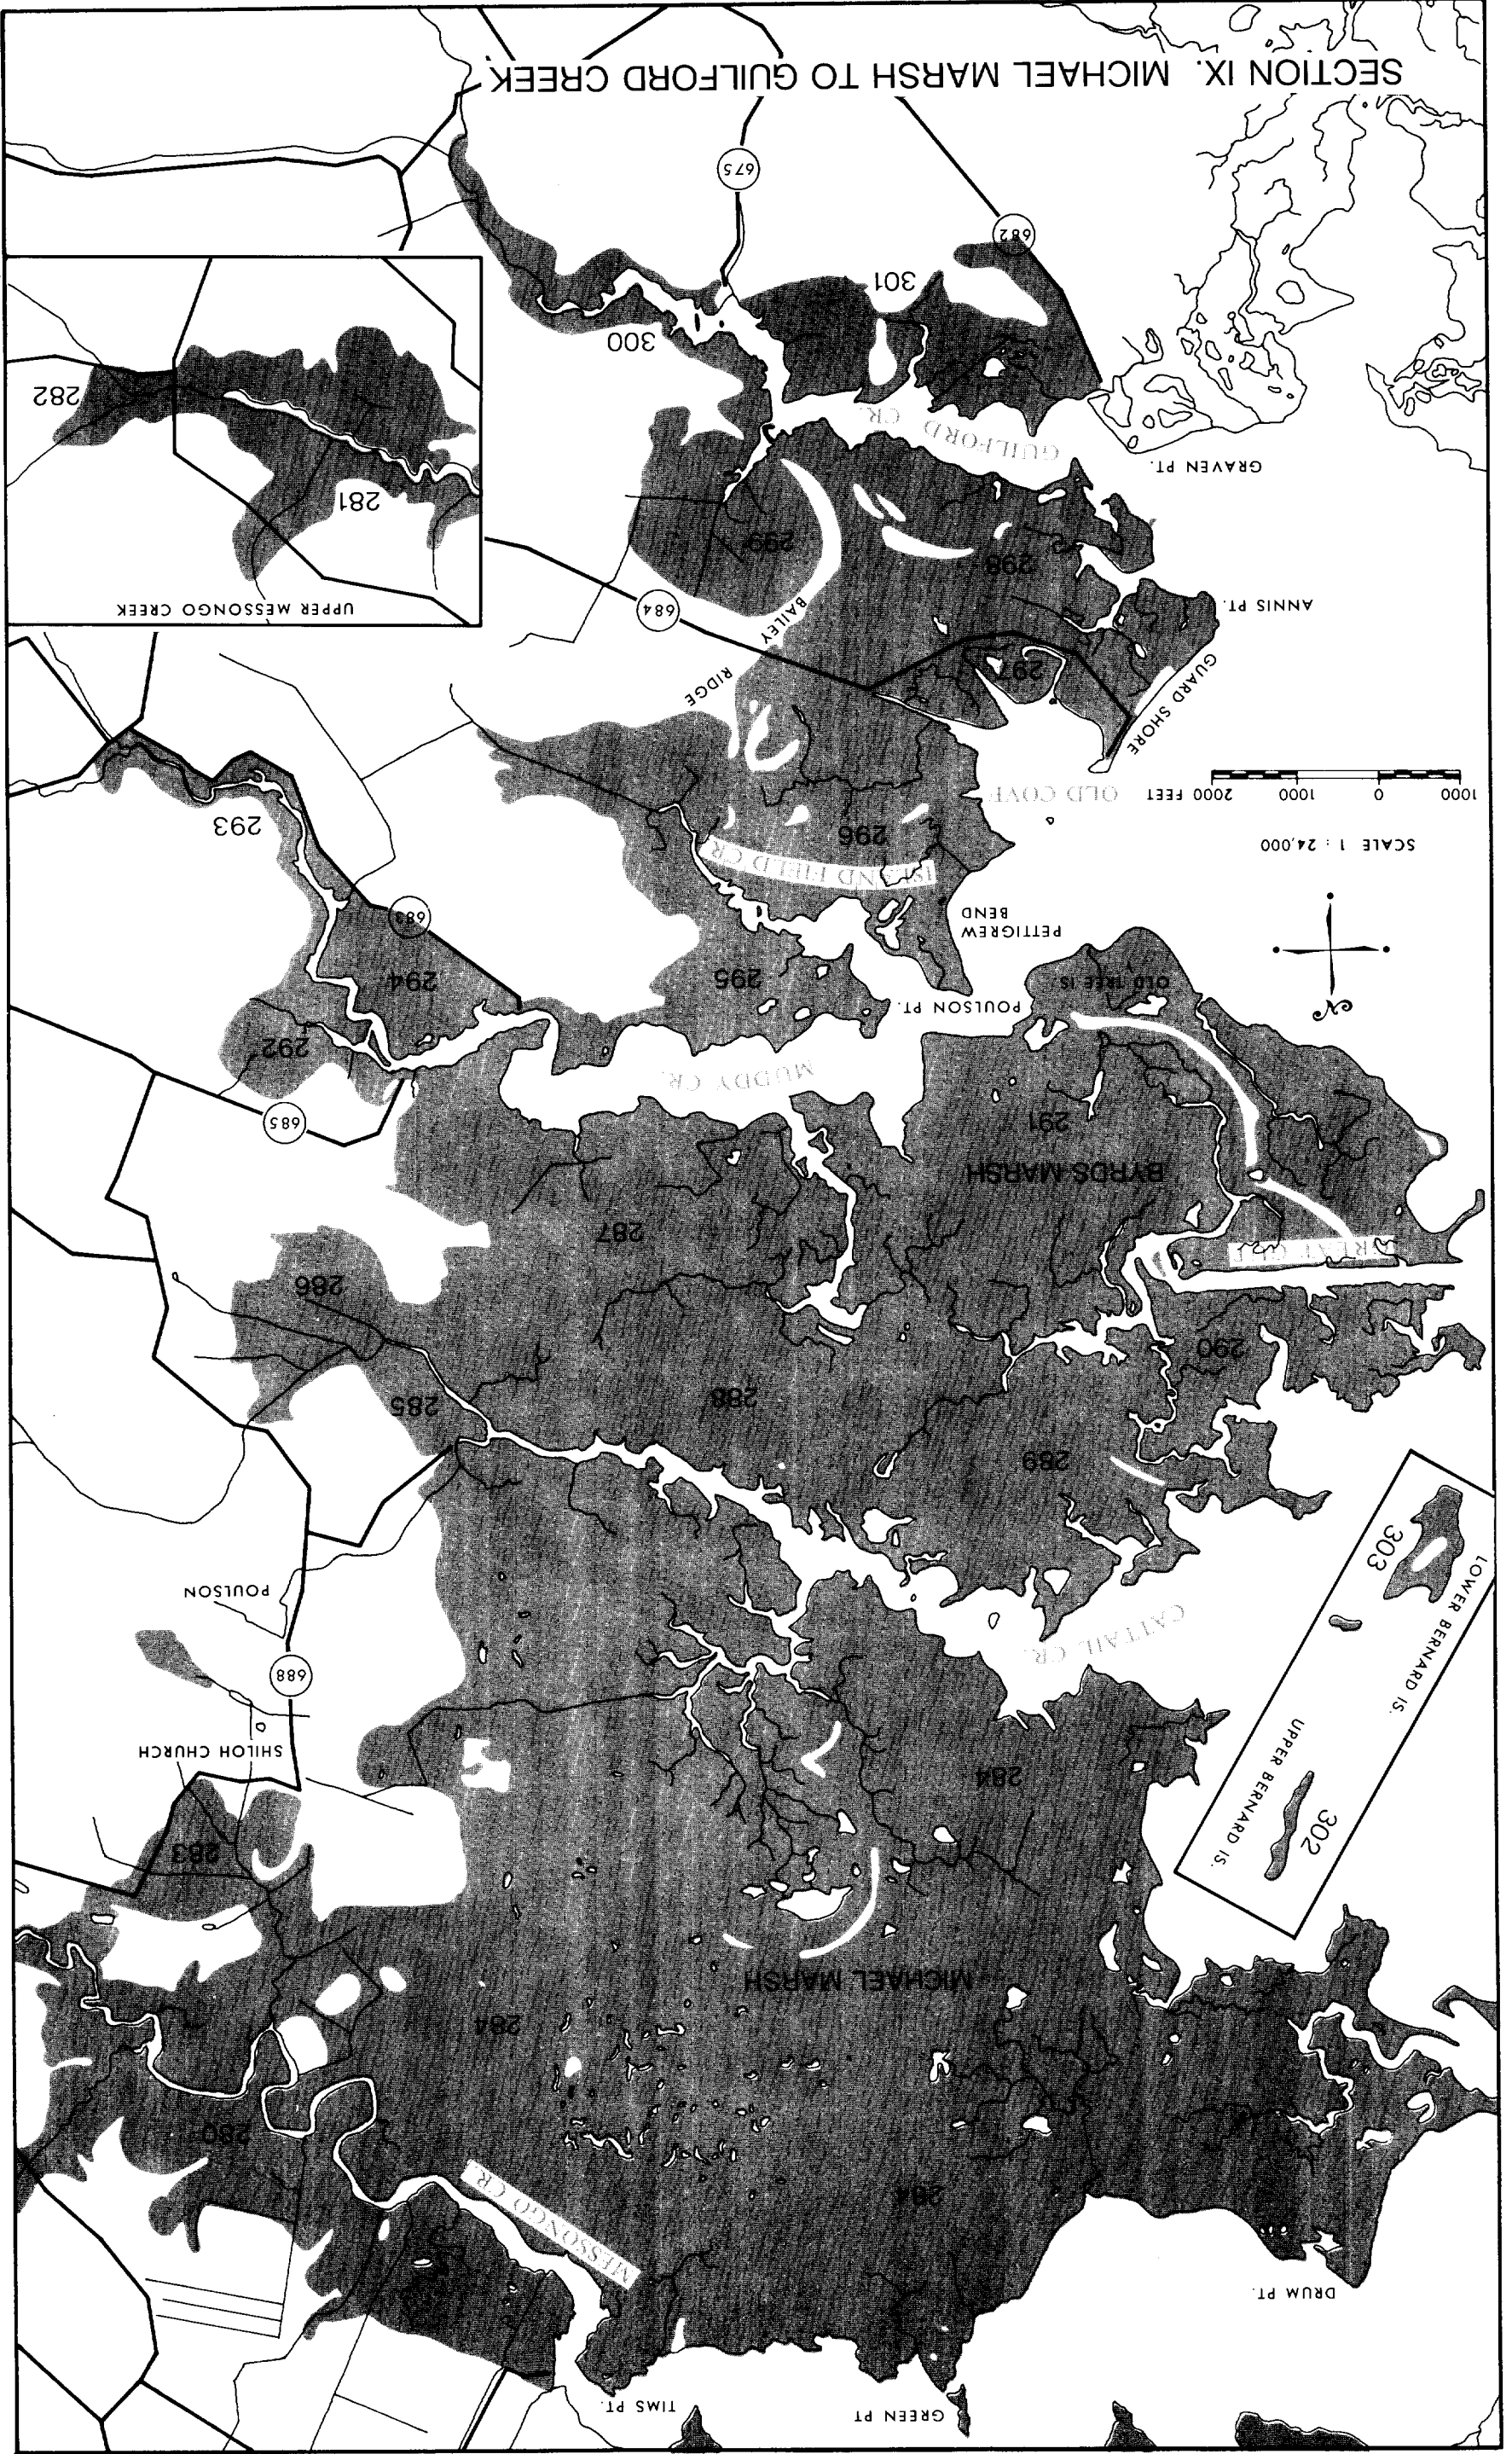 TIMS PT.
GREEN PT
DRUM PT.
MESSONGO CR.
280
284
284
MICHAEL MARSH
283
302
UPPER BERNARD IS.
LOWER BERNARD IS.
303
284
SHILOH CHURCH
688
POULSON
CATTAIL CR.
289
288
285
290
286
GREAT GUT
287
BYRDS MARSH
291
685
MUDDY CR.
292
294
POULSON PT.
OLD TREE IS.
295
N
683
PETTIGREW
BEND
ISLAND FIELD CR
293
296
SCALE 1 : 24,000
1000 0 1000 2000 FEET
OLD COVE
GUARD SHORE
BAILEY
RIDGE
297
ANNIS PT.
684
UPPER MESSONGO CREEK
298
299
281
GRAVEN PT.
GUILFORD CR.
282
300
301
682
675
SECTION IX. MICHAEL MARSH TO GUILFORD CREEK